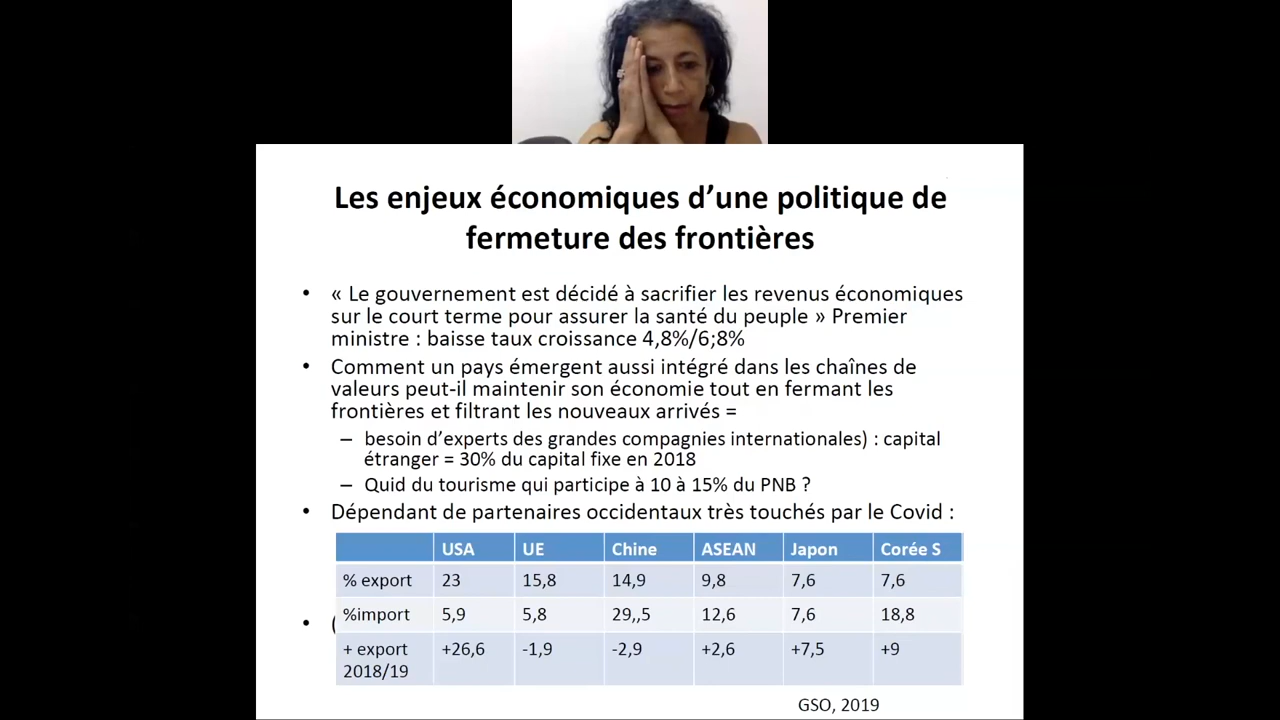 Les enjeux économiques d’une politique de
fermeture des frontières
• « Le gouvernement est décidé à sacrifier les revenus économiques
sur le court terme pour assurer la santé du peuple » Premier
ministre : baisse taux croissance 4,8%/6;8%
• Comment un pays émergent aussi intégré dans les chaînes de
valeurs peut-il maintenir son économie tout en fermant les
frontières et filtrant les nouveaux arrivés =
– besoin d’experts des grandes compagnies internationales) : capital
étranger = 30% du capital fixe en 2018
– Quid du tourisme qui participe à 10 à 15% du PNB ?
• Dépendant de partenaires occidentaux très touchés par le Covid :
USA UE Chine ASEAN Japon Corée S
% export 23 15,8 14,9 9,8 7,6 7,6
• (
%import 5,9 5,8 29,,5 12,6 7,6 18,8
+ export +26,6 -1,9 -2,9 +2,6 +7,5 +9
2018/19
GSO, 2019